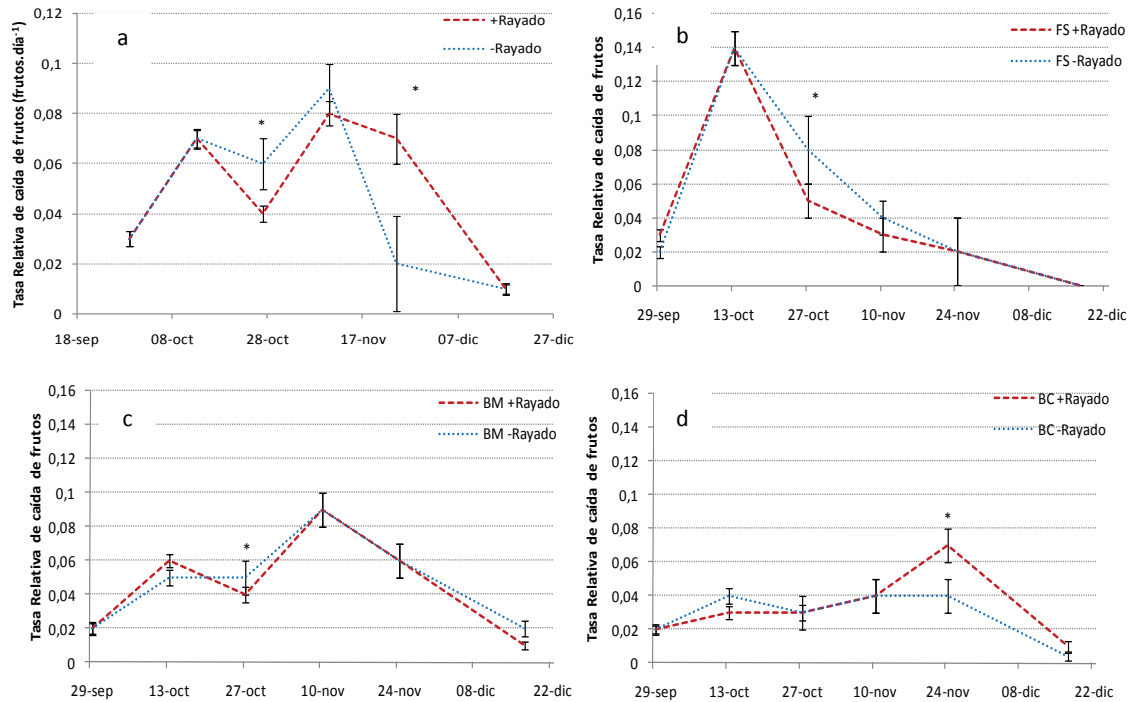 a
+Rayado
-Rayado
Tasa Relativa de caída de frutos (frutos.día⁻¹)
0,12
0,1
0,08
0,06
0,04
0,02
0
*
*
18-sep 08-oct 28-oct 17-nov 07-dic 27-dic
b
FS +Rayado
FS -Rayado
Tasa Relativa de caída de frutos
0,16
0,14
0,12
0,1
0,08
0,06
0,04
0,02
0
*
29-sep 13-oct 27-oct 10-nov 24-nov 08-dic 22-dic
c
BM +Rayado
BM -Rayado
Tasa Relativa de caída de frutos
0,16
0,14
0,12
0,1
0,08
0,06
0,04
0,02
0
*
29-sep 13-oct 27-oct 10-nov 24-nov 08-dic 22-dic
d
BC +Rayado
BC -Rayado
Tasa Relativa de caída de frutos
0,16
0,14
0,12
0,1
0,08
0,06
0,04
0,02
0
*
29-sep 13-oct 27-oct 10-nov 24-nov 08-dic 22-dic